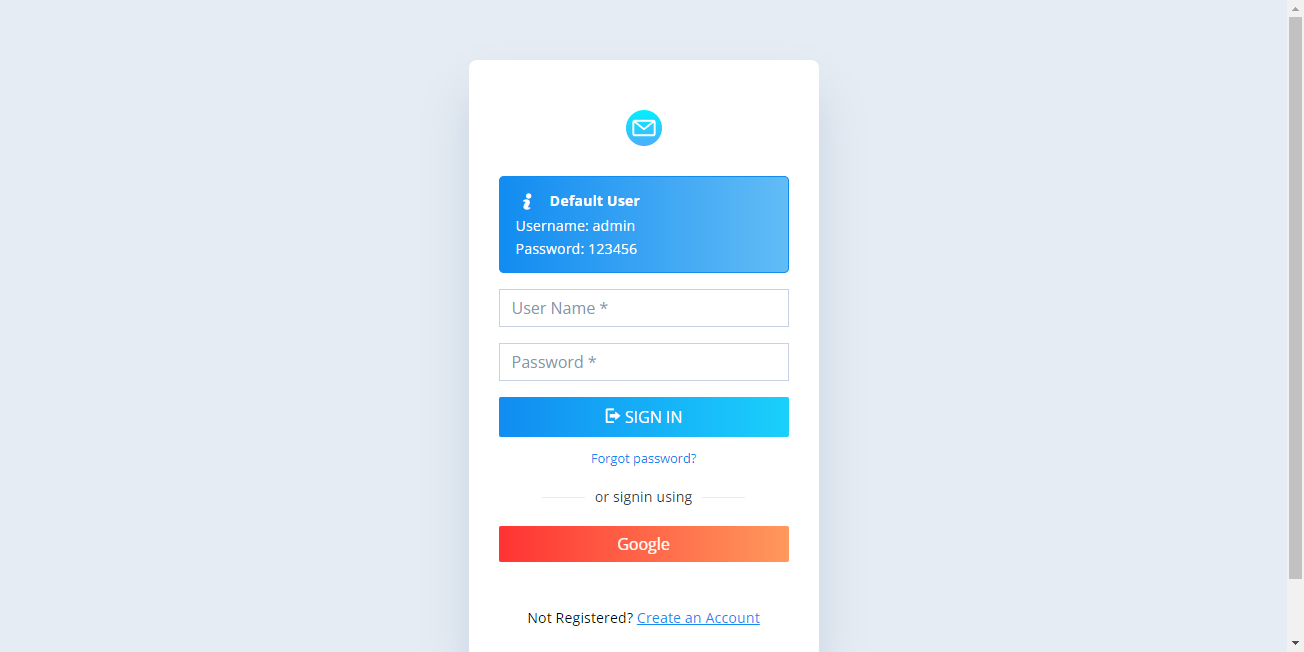 Default User
Username: admin
Password: 123456
User Name *
Password *
SIGN IN
Forgot password?
or signin using
Google
Not Registered? Create an Account